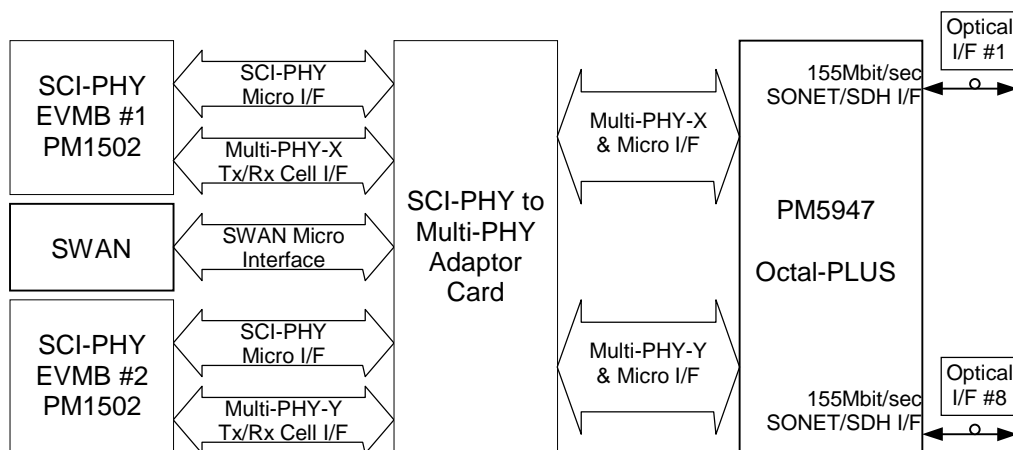 SCI-PHY
EVMB #1
PM1502
SCI-PHY
Micro I/F
Multi-PHY-X
Tx/Rx Cell I/F
SWAN
SWAN Micro
Interface
SCI-PHY
EVMB #2
PM1502
SCI-PHY
Micro I/F
Multi-PHY-Y
Tx/Rx Cell I/F
SCI-PHY to
Multi-PHY
Adaptor
Card
Multi-PHY-X
& Micro I/F
Multi-PHY-Y
& Micro I/F
155Mbit/sec
SONET/SDH I/F
PM5947
Octal-PLUS
155Mbit/sec
SONET/SDH I/F
Optical
I/F #1
Optical
I/F #8